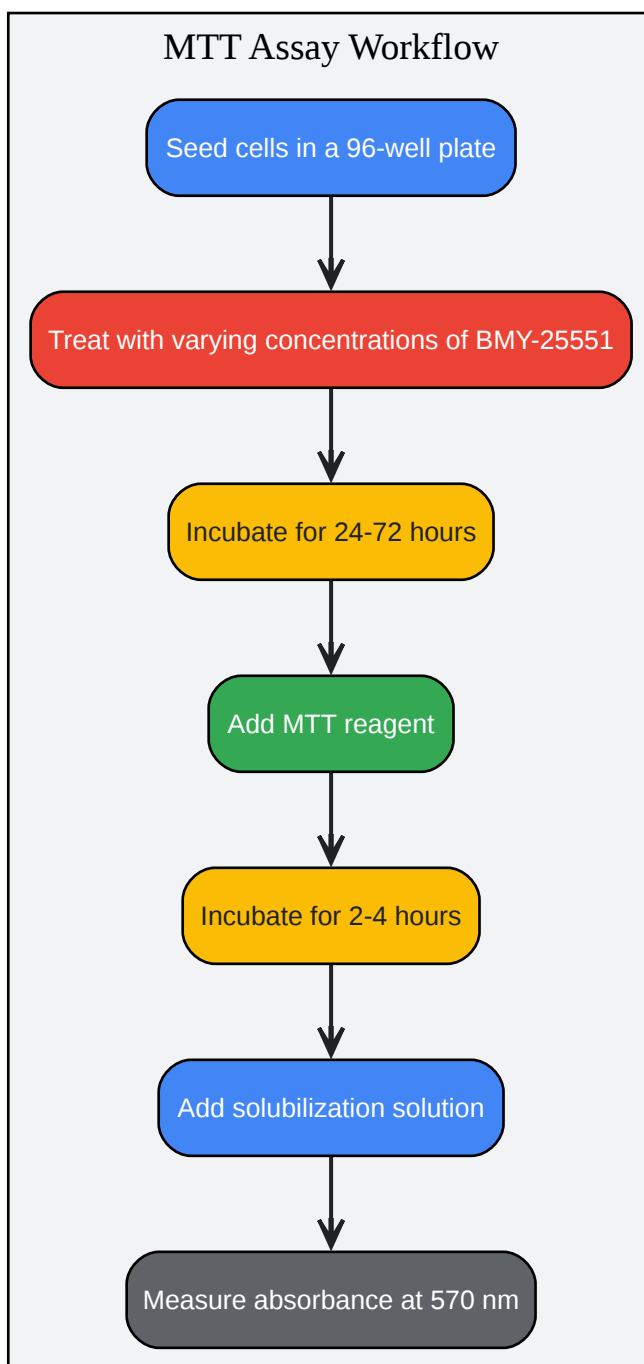 MTT Assay Workflow
Seed cells in a 96-well plate
Treat with varying concentrations of BMY-25551
Incubate for 24-72 hours
Add MTT reagent
Incubate for 2-4 hours
Add solubilization solution
Measure absorbance at 570 nm